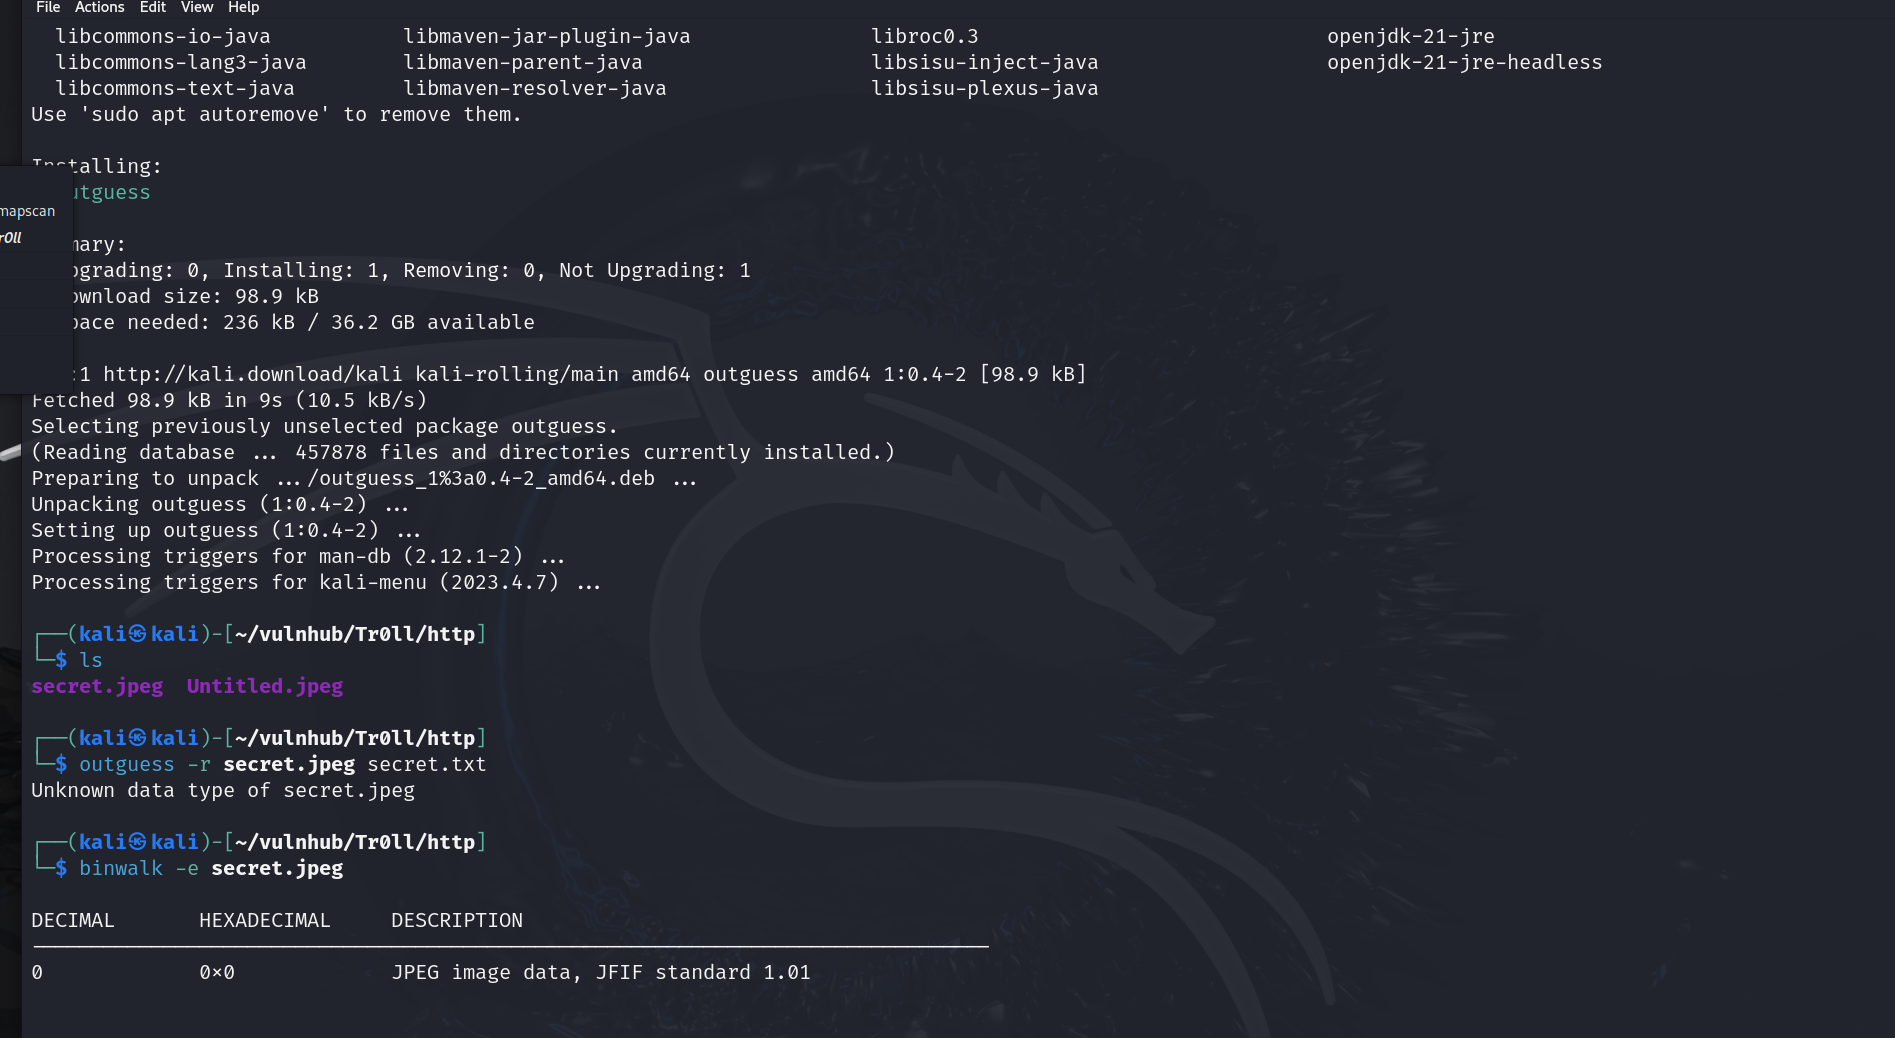 File Actions Edit View Help
libcommons-io-java libmaven-jar-plugin-java libroc0.3 openjdk-21-jre
libcommons-lang3-java libmaven-parent-java libsisu-inject-java openjdk-21-jre-headless
libcommons-text-java libmaven-resolver-java libsisu-plexus-java
Use 'sudo apt autoremove' to remove them.
Installing:
utguess
mapscan
r0ll
mary:
pgrading: 0, Installing: 1, Removing: 0, Not Upgrading: 1
ownload size: 98.9 kB
pace needed: 236 kB / 36.2 GB available
:1 http://kali.download/kali kali-rolling/main amd64 outguess amd64 1:0.4-2 [98.9 kB]
Fetched 98.9 kB in 9s (10.5 kB/s)
Selecting previously unselected package outguess.
(Reading database ... 457878 files and directories currently installed.)
Preparing to unpack .../outguess_1%3a0.4-2_amd64.deb ...
Unpacking outguess (1:0.4-2) ...
Setting up outguess (1:0.4-2) ...
Processing triggers for man-db (2.12.1-2) ...
Processing triggers for kali-menu (2023.4.7) ...
┌──(kali㉿kali)-[~/vulnhub/Tr0ll/http]
└─$ ls
secret.jpeg Untitled.jpeg
┌──(kali㉿kali)-[~/vulnhub/Tr0ll/http]
└─$ outguess -r secret.jpeg secret.txt
Unknown data type of secret.jpeg
┌──(kali㉿kali)-[~/vulnhub/Tr0ll/http]
└─$ binwalk -e secret.jpeg
DECIMAL HEXADECIMAL DESCRIPTION
--------------------------------------------------------------------------------
0 0×0 JPEG image data, JFIF standard 1.01